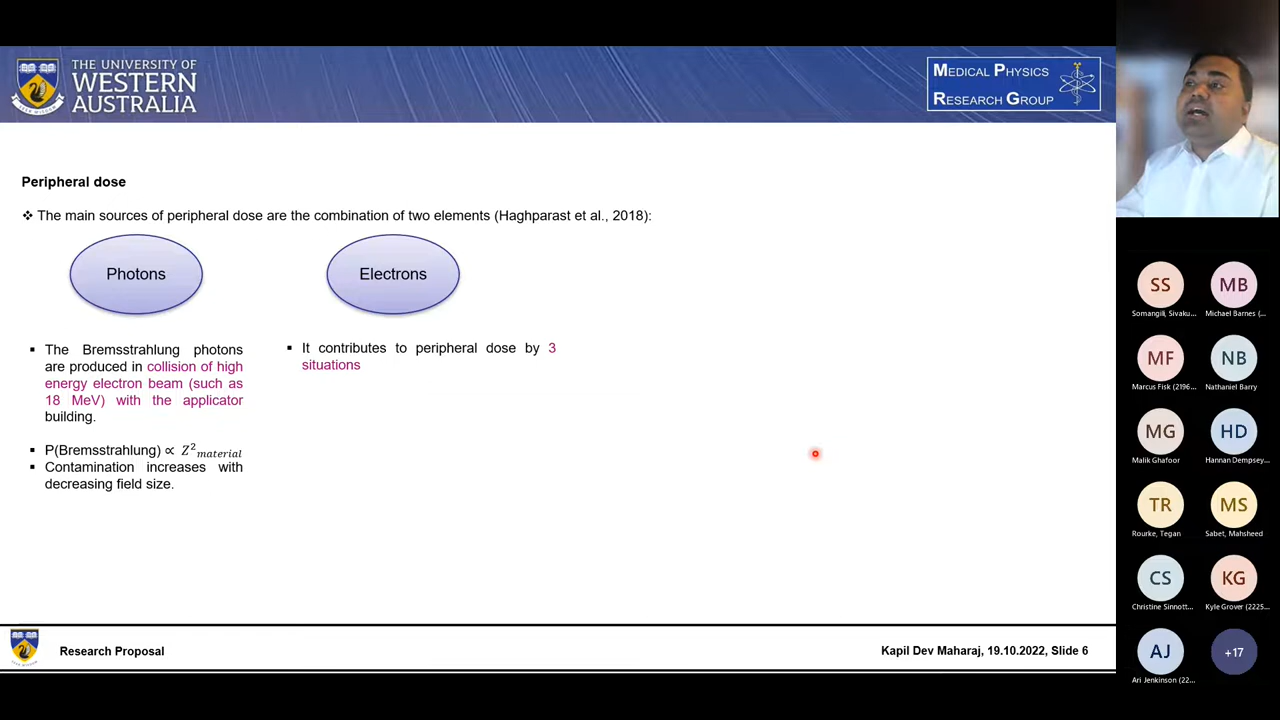 THE UNIVERSITY OF
WESTERN
AUSTRALIA
MEDICAL PHYSICS
RESEARCH GROUP
Peripheral dose
❖ The main sources of peripheral dose are the combination of two elements (Haghparast et al., 2018):
Photons
Electrons
▪ The Bremsstrahlung photons
are produced in collision of high
energy electron beam (such as
18 MeV) with the applicator
building.
▪ P(Bremsstrahlung) ∝ Z²material
▪ Contamination increases with
decreasing field size.
▪ It contributes to peripheral dose by 3
situations
Research Proposal
Kapil Dev Maharaj, 19.10.2022, Slide 6
SS
Somangili, Sivaku...
MB
Michael Barnes (...
MF
Marcus Fisk (2196...
NB
Nathaniel Barry
MG
Malik Ghafoor
HD
Hannan Dempsey...
TR
Rourke, Tegan
MS
Sabet, Mahsheed
CS
Christine Sinnott...
KG
Kyle Grover (2225...
AJ
Ari Jenkinson (22...
+17